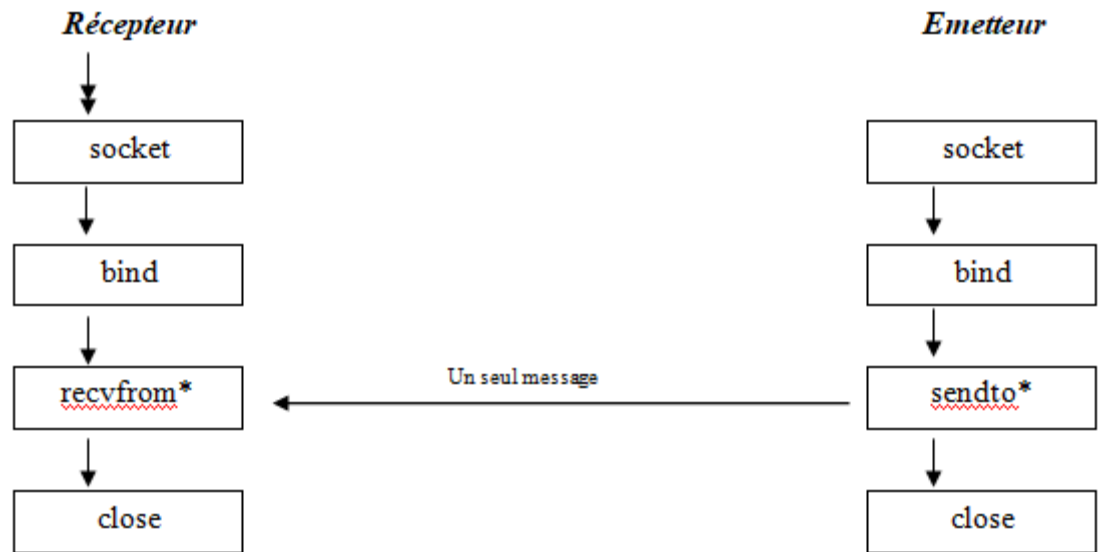 Récepteur
Emetteur
socket
socket
bind
bind
recvfrom*
Un seul message
sendto*
close
close